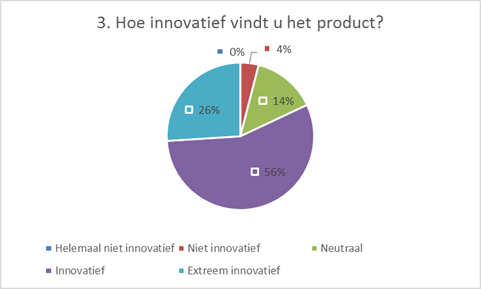 3. Hoe innovatief vindt u het product?
0% 4%
14%
26%
56%
Helemaal niet innovatief Niet innovatief Neutraal
Innovatief Extreem innovatief